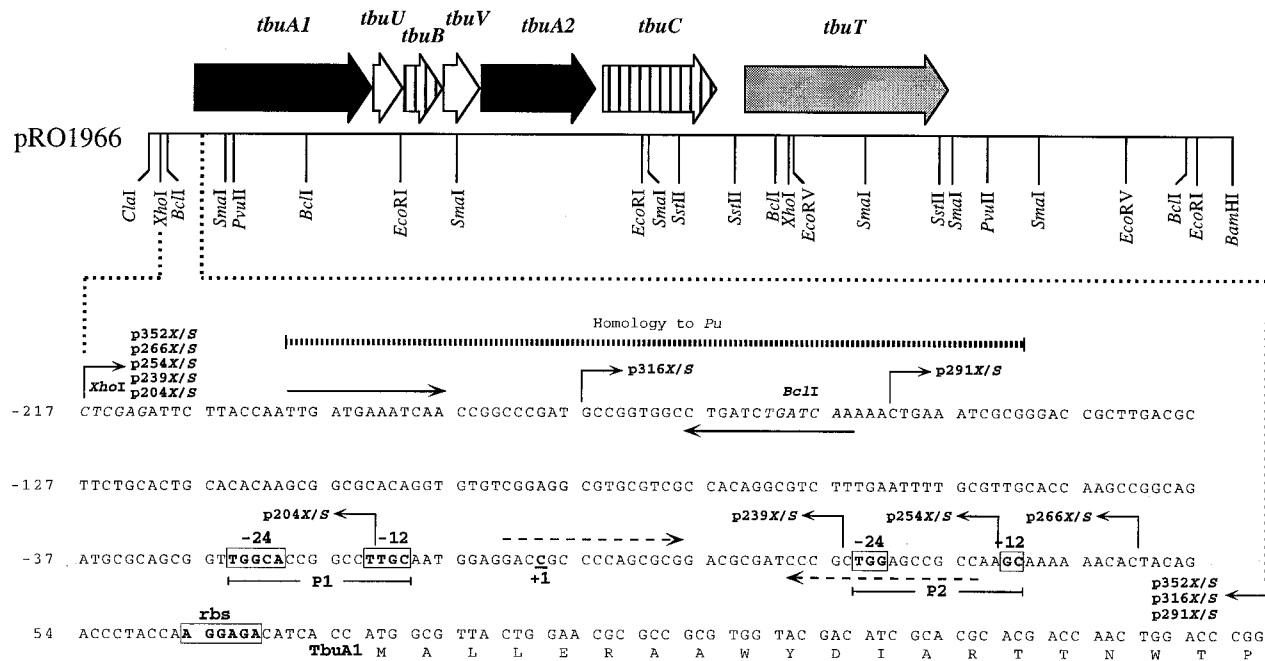 tbuA1 tbuU tbuB tbuV tbuA2 tbuC tbuT
pRO1966
ClaI XhoI BclI SmaI PvuII BclI EcoRI SmaI EcoRI SmaI SstII SstII BclI XhoI EcoRV SmaI SstII SmaI PvuII SmaI EcoRV BclI EcoRI BamHI
Homology to Pu
p352X/S
p266X/S
p254X/S
p239X/S
p204X/S
XhoI
p316X/S
BclI
p291X/S
-217 CTCGAGATTC TTACCAATTG ATGAAATCAA CCGGCCCGAT GCCGGTGGCC TGATCTGATCA AAAACTGAA ATCGCGGGAC CGCTTGACGC
-127 TTCTGCACTG CACACAAGCG GCGCACAGGT GTGTCGGAGG CGTGCGTCGC CACAGGCGTC TTTGAATTTT GCGTTGCACC AAGCCGGCAG
p204X/S p239X/S p254X/S p266X/S
-24 -12 -24 -12
-37 ATGCGCAGCG GGTTGGCACCGG GCCTTGCAAT GGAGGACCGC CCCAGCGCGG ACGCGATCCC GCTGGAGCCGC CAAGCAAAAA AACACTACAG
+1
P1 P2
p352X/S
p316X/S
p291X/S
rbs
54 ACCCTACCAA GGAGACATCA CC ATG GCG TTA CTG GAA CGC GCC GCG TGG TAC GAC ATC GCA CGC ACG ACC AAC TGG ACC CGG
TbuA1 M A L L E R A A W Y D I A R T T N W T P